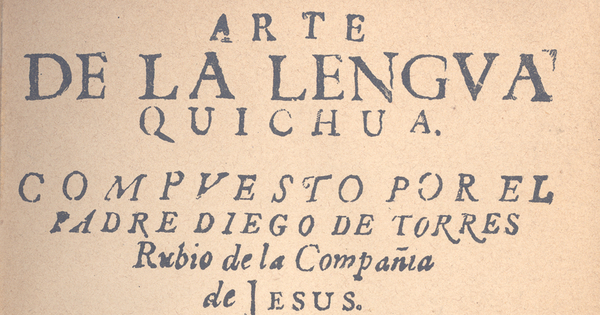 ARTE
DE LA LENGVA
QUICHUA.
COMPVESTO POR EL
PADRE DIEGO DE TORRES
Rubio de la Compañia
de JESUS.